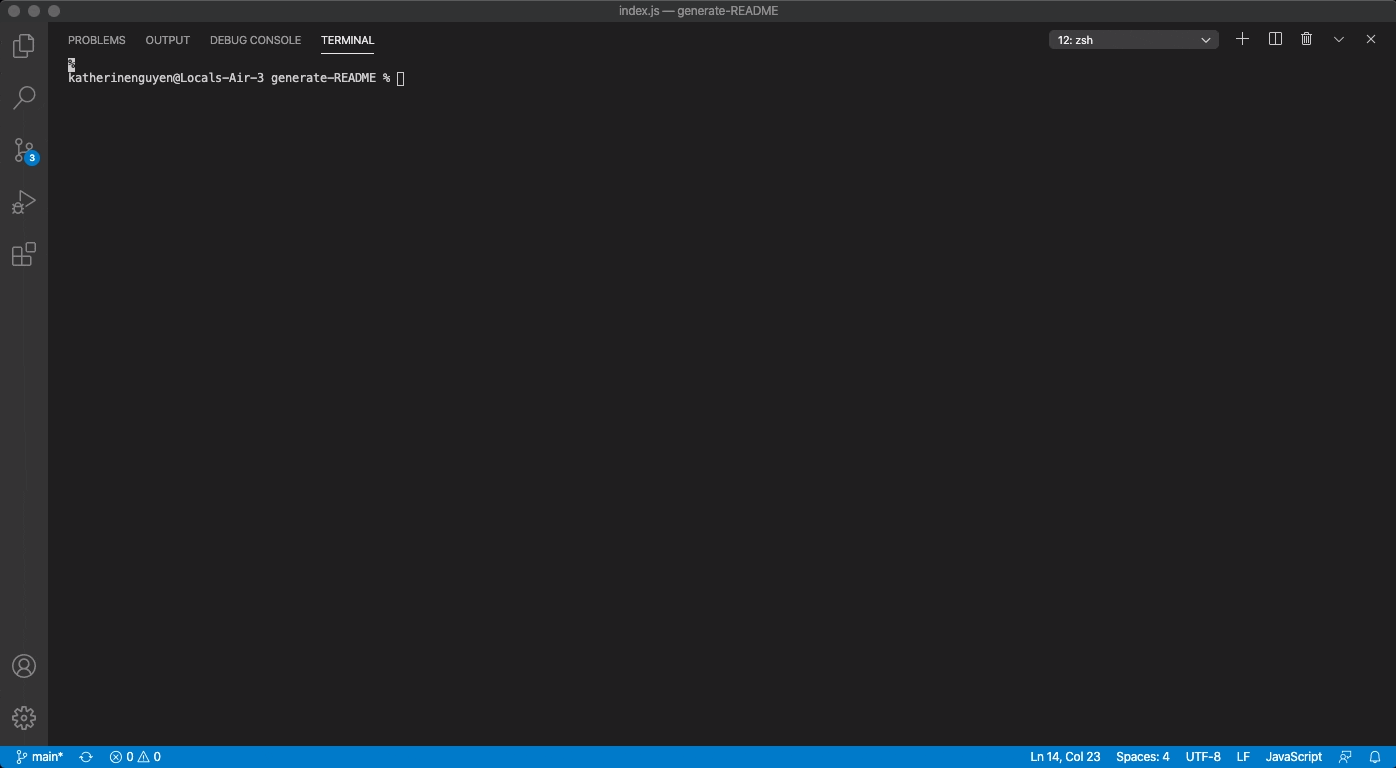 index.js — generate-README
PROBLEMS OUTPUT DEBUG CONSOLE TERMINAL 12: zsh
%
katherinenguyen@Locals-Air-3 generate-README %
3
main* 0 0 Ln 14, Col 23 Spaces: 4 UTF-8 LF JavaScript